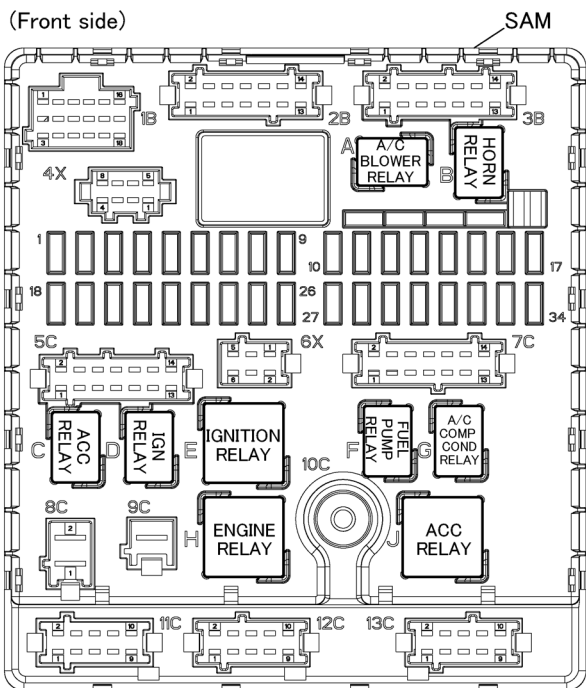 (Front side)
SAM
1 16
3 18
1B
2 14
1 13
2B
2 14
1 13
3B
4X
8 5
4 1
A
A/C
BLOWER
RELAY
B
HORN
RELAY
1
9
10
17
18
26
27
34
5C
2 14
1 13
6X
5 1
6 2
7C
2 14
1 13
C
ACC
RELAY
D
IGN
RELAY
E
IGNITION
RELAY
F
FUEL
PUMP
RELAY
G
A/C
COMP
COND
RELAY
8C
2
1
9C
10C
H
ENGINE
RELAY
J
ACC
RELAY
2 10
1 9
11C
2 10
1 9
12C
13C
2 10
1 9